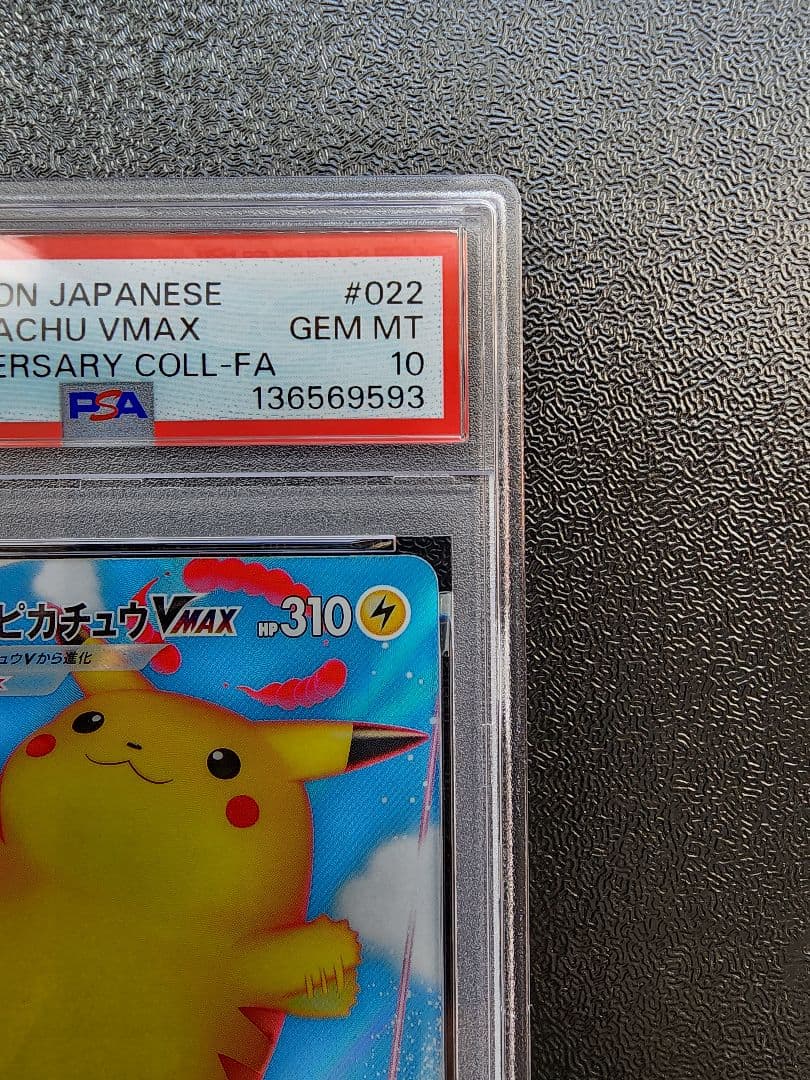 ON JAPANESE #022
ACHU VMAX GEM MT
ERSARY COLL-FA 10
PSA 136569593
ピカチュウVMAX HP310
ュウVから進化